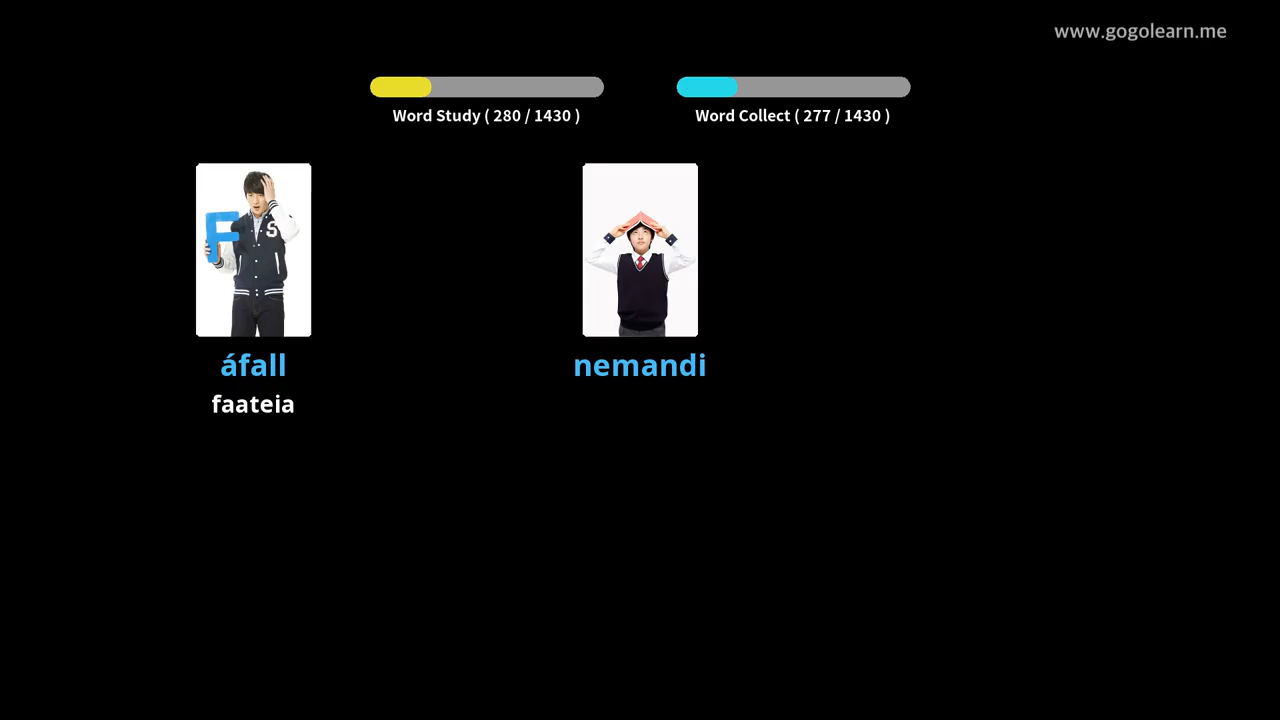 www.gogolearn.me
Word Study ( 280 / 1430 )
Word Collect ( 277 / 1430 )
F
S
áfall
faateia
nemandi